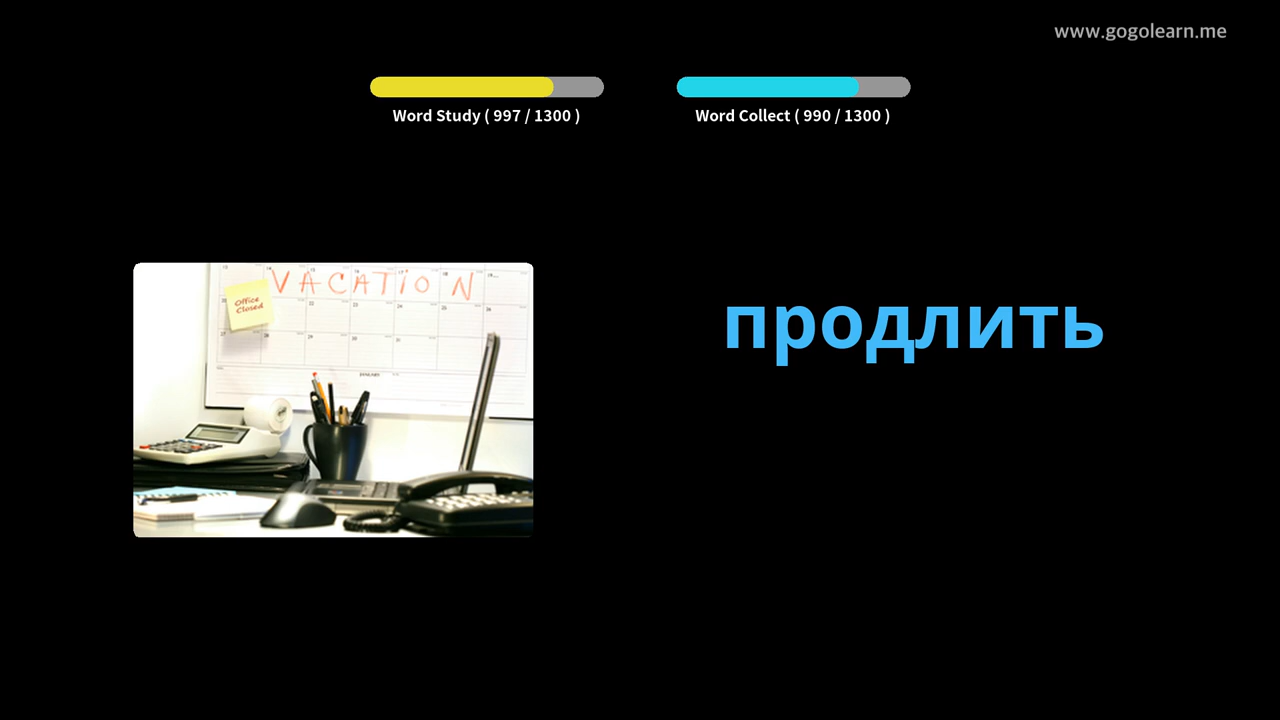 www.gogolearn.me
Word Study ( 997 / 1300 )
Word Collect ( 990 / 1300 )
VACATION
Office
Closed
продлить